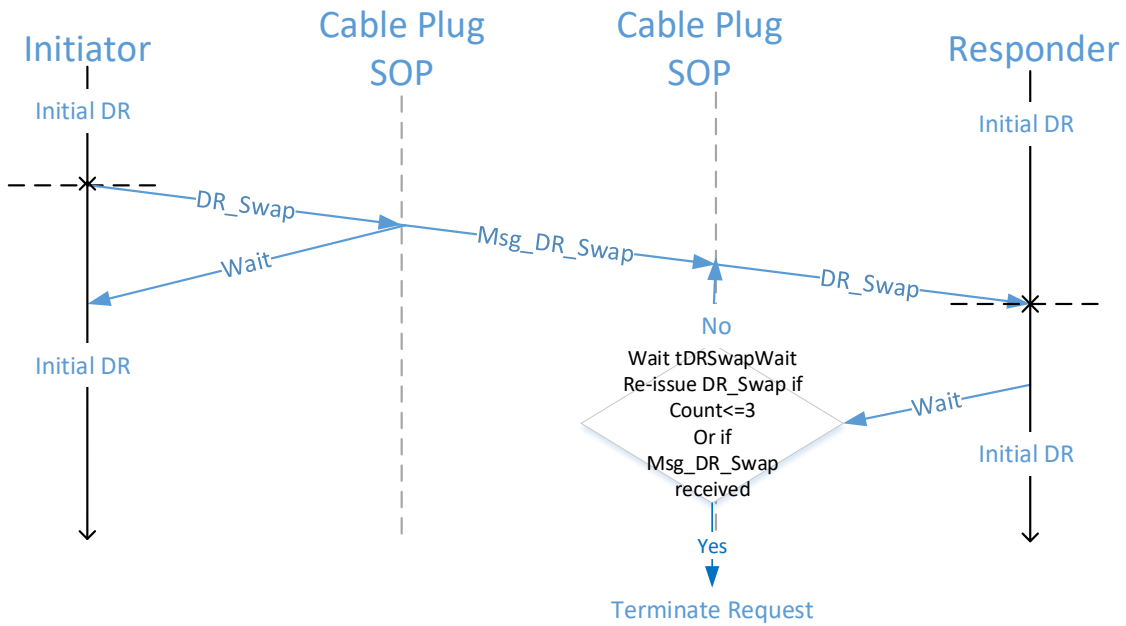 Initiator
Cable Plug
SOP
Cable Plug
SOP
Responder
Initial DR
Initial DR
DR_Swap
Wait
Msg_DR_Swap
DR_Swap
No
Initial DR
Wait tDRSwapWait
Re-issue DR_Swap if
Count<=3
Or if
Msg_DR_Swap
received
Wait
Initial DR
Yes
Terminate Request